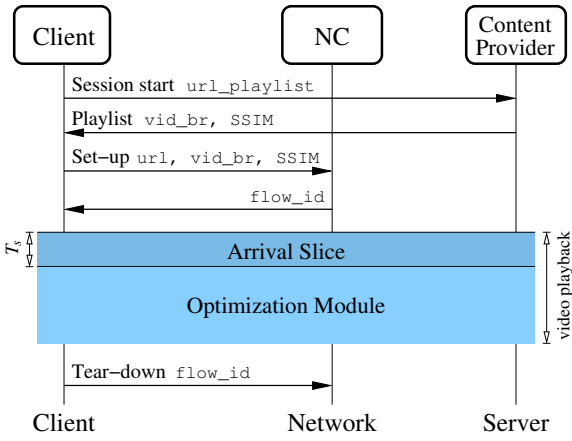 Client
NC
Content
Provider
Session start url_playlist
Playlist vid_br, SSIM
Set-up url, vid_br, SSIM
flow_id
Ts
Arrival Slice
Optimization Module
video playback
Tear-down flow_id
Client
Network
Server